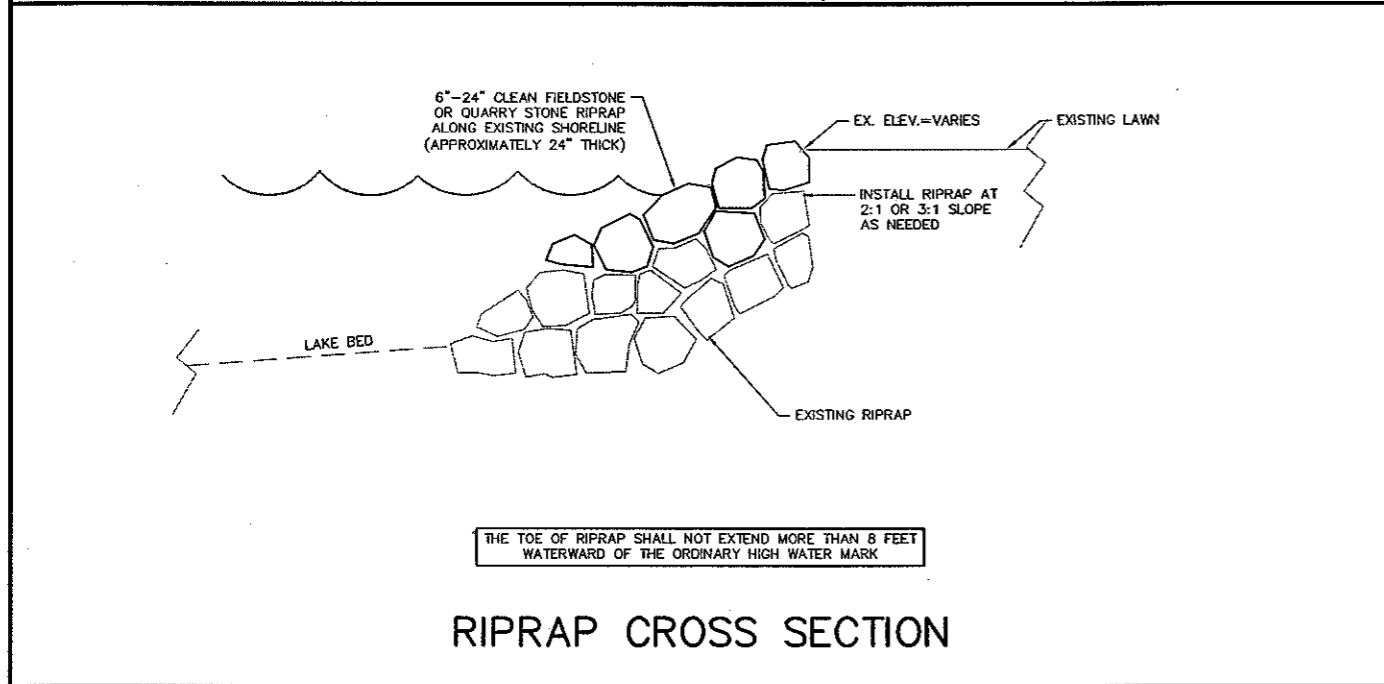 6"-24" CLEAN FIELDSTONE
OR QUARRY STONE RIPRAP
ALONG EXISTING SHORELINE
(APPROXIMATELY 24" THICK)
EX. ELEV.=VARIES
EXISTING LAWN
INSTALL RIPRAP AT
2:1 OR 3:1 SLOPE
AS NEEDED
LAKE BED
EXISTING RIPRAP
THE TOE OF RIPRAP SHALL NOT EXTEND MORE THAN 8 FEET
WATERWARD OF THE ORDINARY HIGH WATER MARK
RIPRAP CROSS SECTION